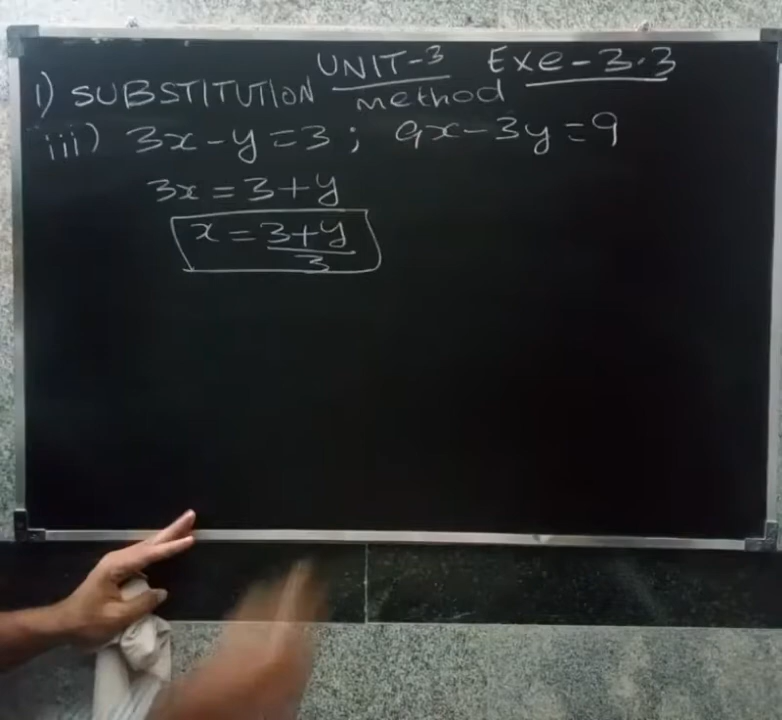 UNIT-3 Exe-3.3
1) SUBSTITUTION method
iii) 3x-y=3; 9x-3y=9
3x=3+y
x=3+y
3